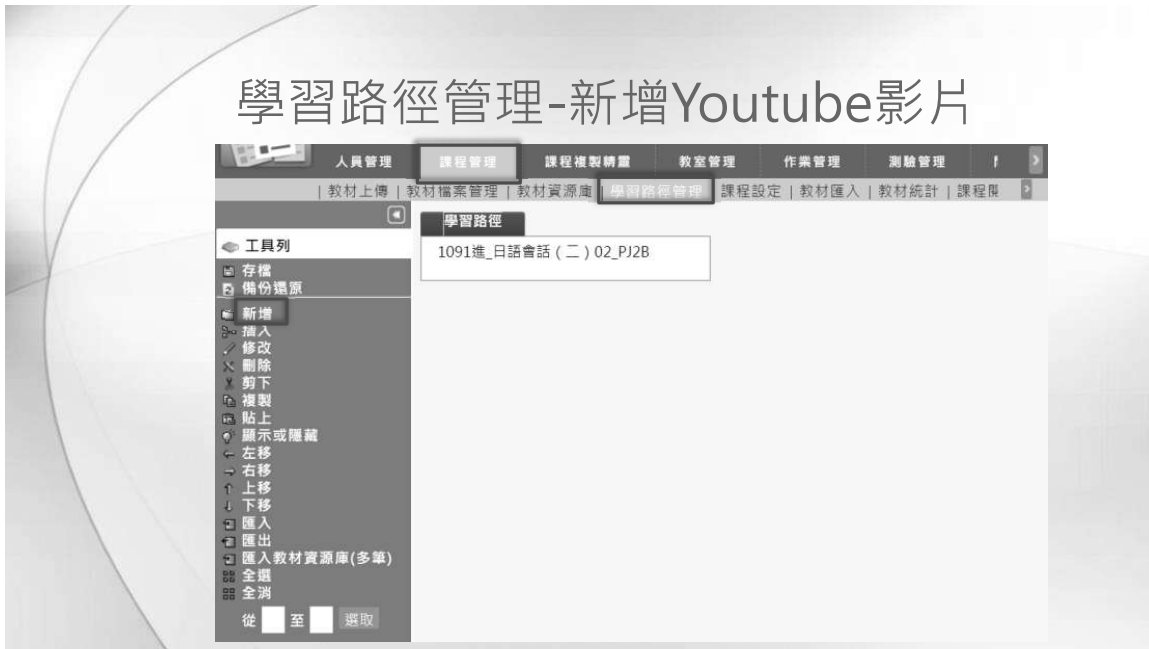 學習路徑管理-新增Youtube影片
人員管理 課程管理 課程複製精靈 教室管理 作業管理 測驗管理
| 教材上傳 | 教材檔案管理 | 教材資源庫 | 學習路徑管理 課程設定 | 教材匯入 | 教材統計 | 課程
學習路徑
1091進_日語會話(二)02_PJ2B
工具列
存檔
備份還原
新增
插入
修改
刪除
剪下
複製
貼上
顯示或隱藏
左移
右移
上移
下移
匯入
匯出
匯入教材資源庫(多筆)
全選
全消
從 至 選取